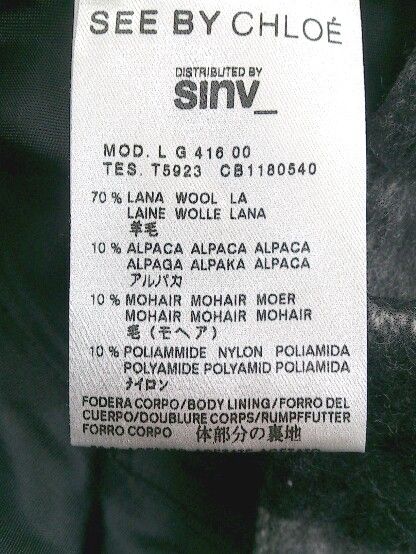 SEE BY CHLOÉ
DISTRIBUTED BY
sinv_
MOD. L G 416 00
TES. T5923 CB1180540
70 % LANA WOOL LA
LAINE WOLLE LANA
羊毛
10 % ALPACA ALPACA ALPACA
ALPAGA ALPAKA ALPACA
アルパカ
10 % MOHAIR MOHAIR MOER
MOHAIR MOHAIR MOHAIR
毛（モヘア）
10 % POLIAMMIDE NYLON POLIAMIDA
POLYAMIDE POLYAMID POLIAMIDA
ナイロン
FODERA CORPO/BODY LINING/FORRO DEL
CUERPO/DOUBLURE CORPS/RUMPFFUTTER
FORRO CORPO 体部分の裏地